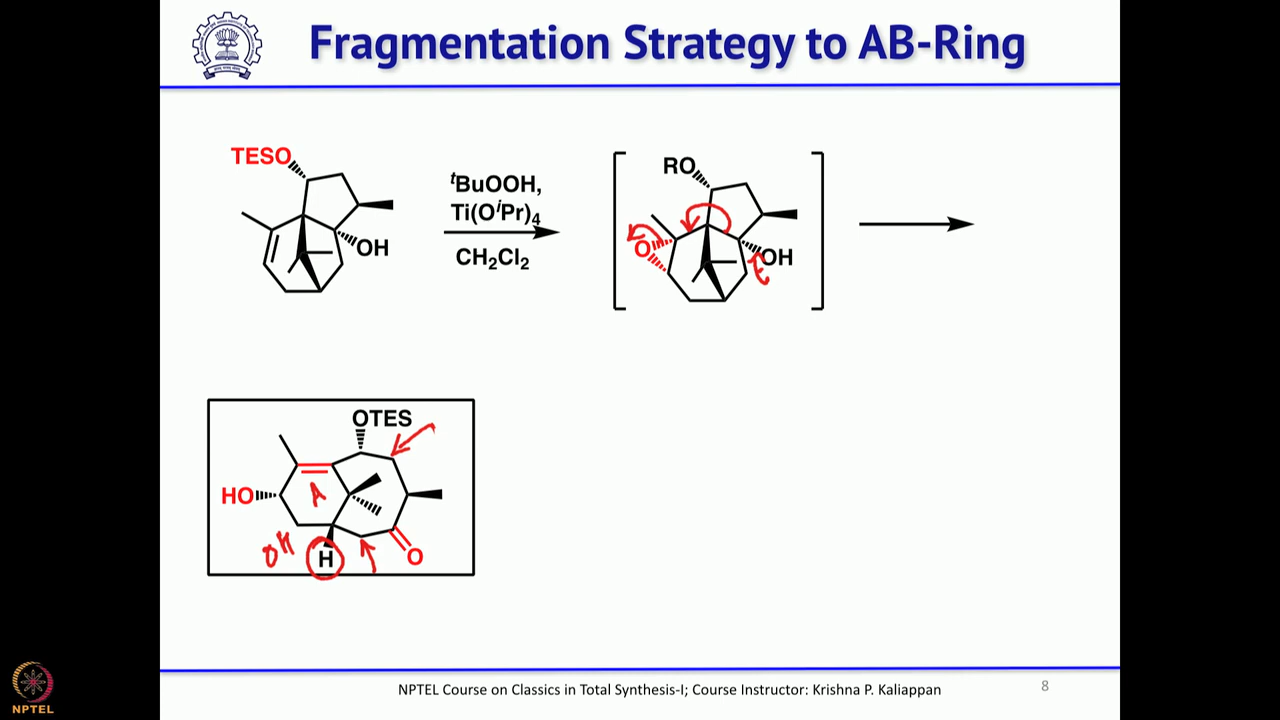 Fragmentation Strategy to AB-Ring
TESO
OH
ᵗBuOOH,
Ti(OⁱPr)₄
CH₂Cl₂
RO
O
OH
OTES
HO
A
OH
H
O
NPTEL Course on Classics in Total Synthesis-I; Course Instructor: Krishna P. Kaliappan
8
NPTEL